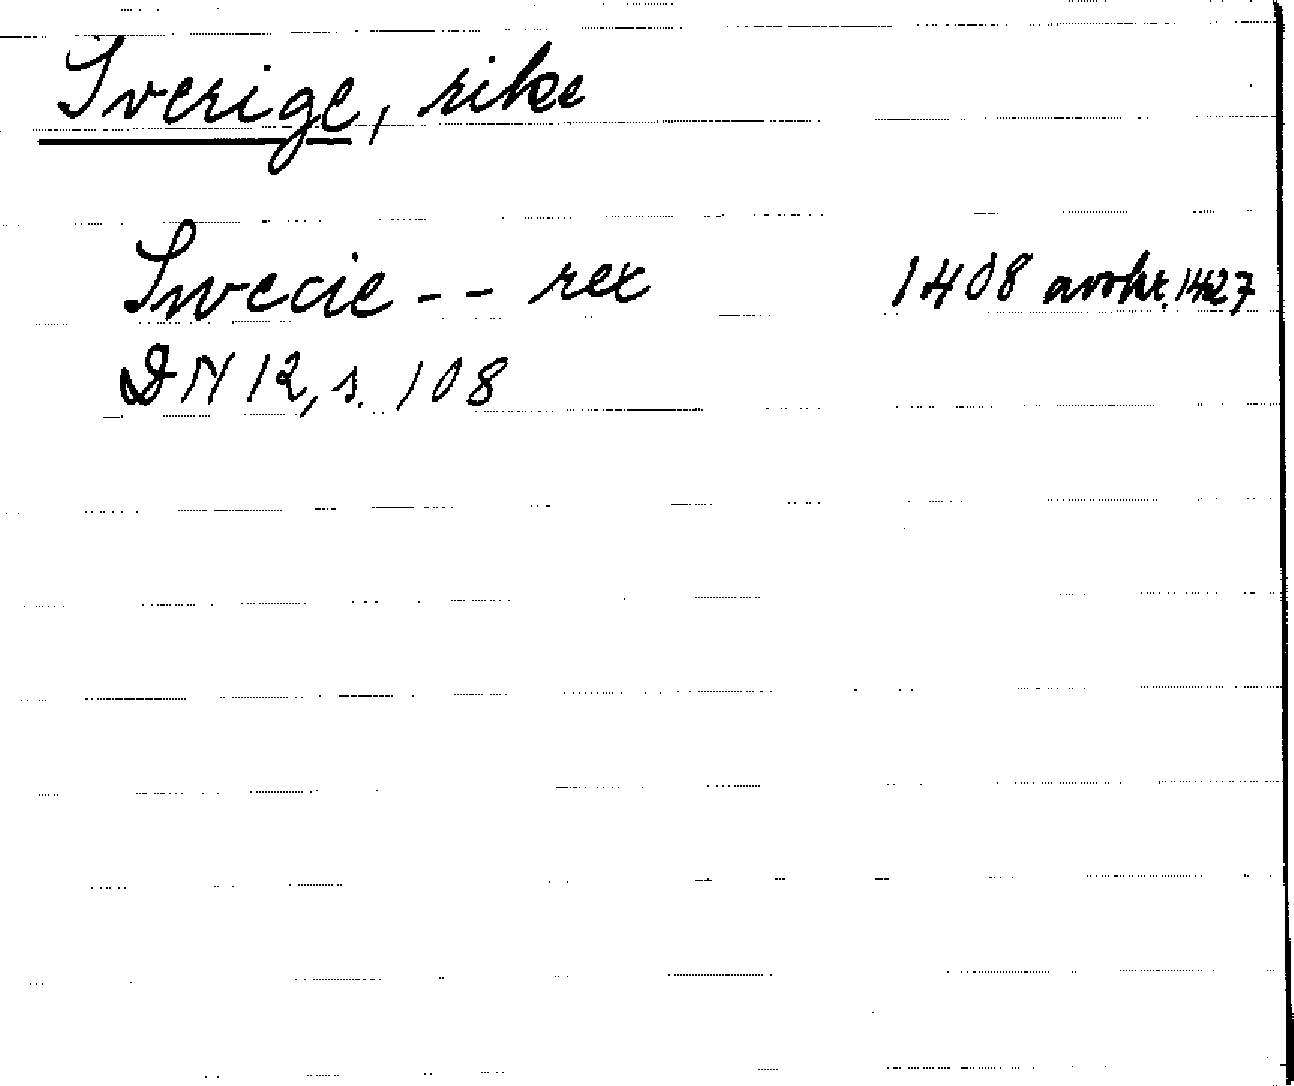 Sverige, rike
Swecie -- rex 1408 avskr. 1427
DN 12, s. 108